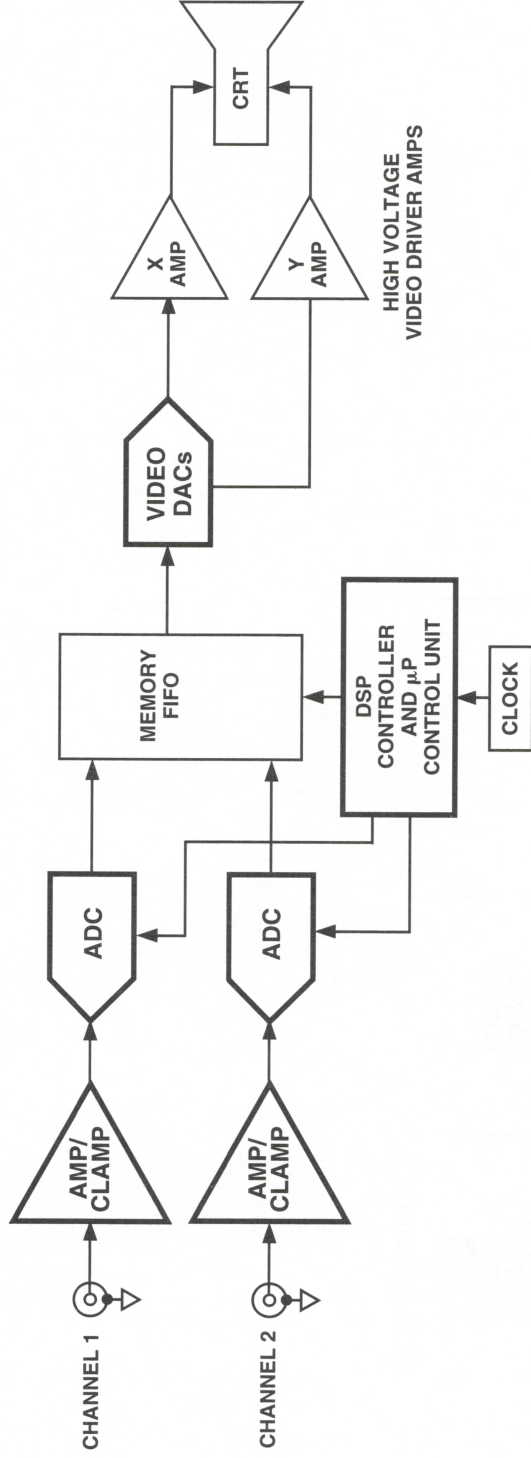 CHANNEL 1
AMP/
CLAMP
ADC
CHANNEL 2
AMP/
CLAMP
ADC
MEMORY
FIFO
DSP
CONTROLLER
AND µP
CONTROL UNIT
CLOCK
VIDEO
DACs
X
AMP
Y
AMP
HIGH VOLTAGE
VIDEO DRIVER AMPS
CRT